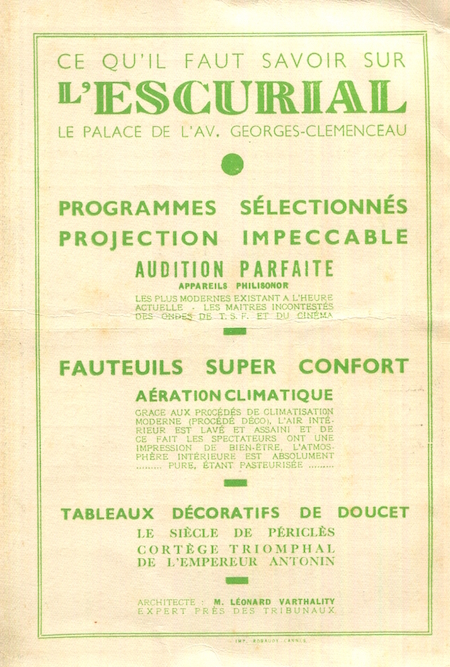 CE QU'IL FAUT SAVOIR SUR
L'ESCURIAL
LE PALACE DE L'AV. GEORGES-CLEMENCEAU
PROGRAMMES SÉLECTIONNÉS
PROJECTION IMPECCABLE
AUDITION PARFAITE
APPAREILS PHILISONOR
LES PLUS MODERNES EXISTANT A L'HEURE
ACTUELLE - LES MAITRES INCONTESTÉS
DES ONDES DE T. S. F. ET DU CINÉMA
FAUTEUILS SUPER CONFORT
AÉRATION CLIMATIQUE
GRACE AUX PROCÉDÉS DE CLIMATISATION
MODERNE (PROCÉDÉ DÉCO), L'AIR INTÉ-
RIEUR EST LAVÉ ET ASSAINI ET DE
CE FAIT LES SPECTATEURS ONT UNE
IMPRESSION DE BIEN-ÊTRE, L'ATMOS-
PHÈRE INTÉRIEURE EST ABSOLUMENT
......... PURE, ÉTANT PASTEURISÉE .........
TABLEAUX DÉCORATIFS DE DOUCET
LE SIÈCLE DE PÉRICLÈS
CORTÈGE TRIOMPHAL
DE L'EMPEREUR ANTONIN
ARCHITECTE : M. LÉONARD VARTHALITY
EXPERT PRÈS DES TRIBUNAUX
IMP.